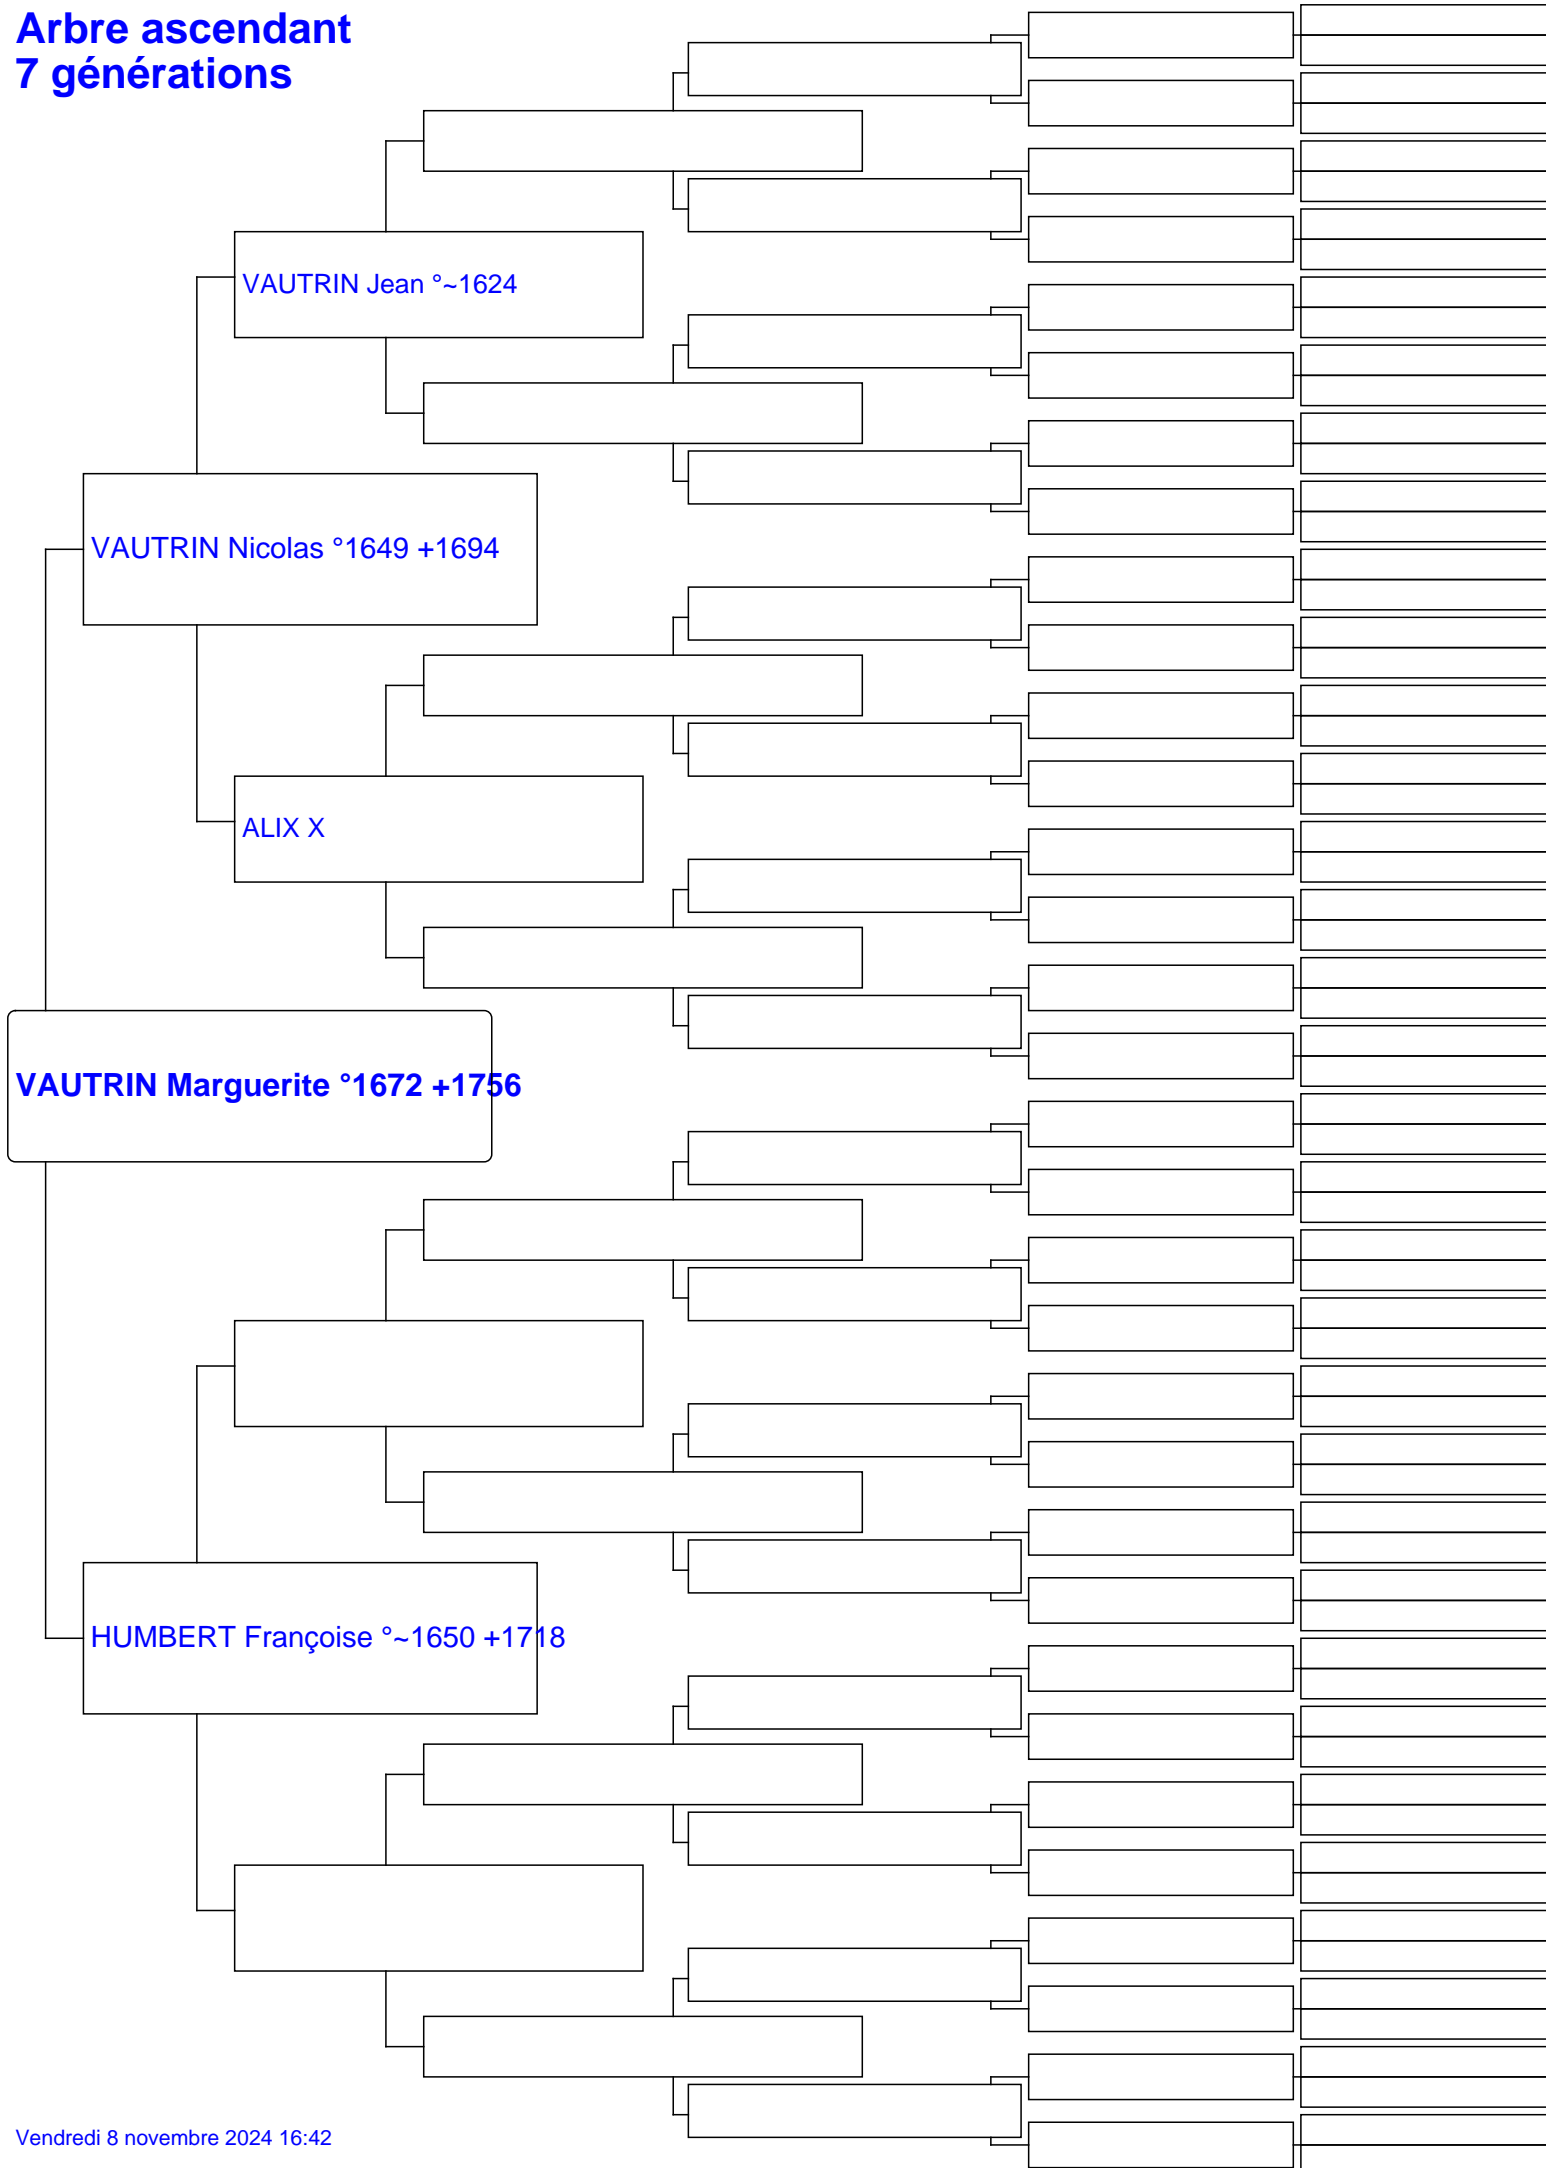 Arbre ascendant
7 générations
VAUTRIN Jean °~1624
VAUTRIN Nicolas °1649 +1694
ALIX X
VAUTRIN Marguerite °1672 +1756
HUMBERT Françoise °~1650 +1718
Vendredi 8 novembre 2024 16:42